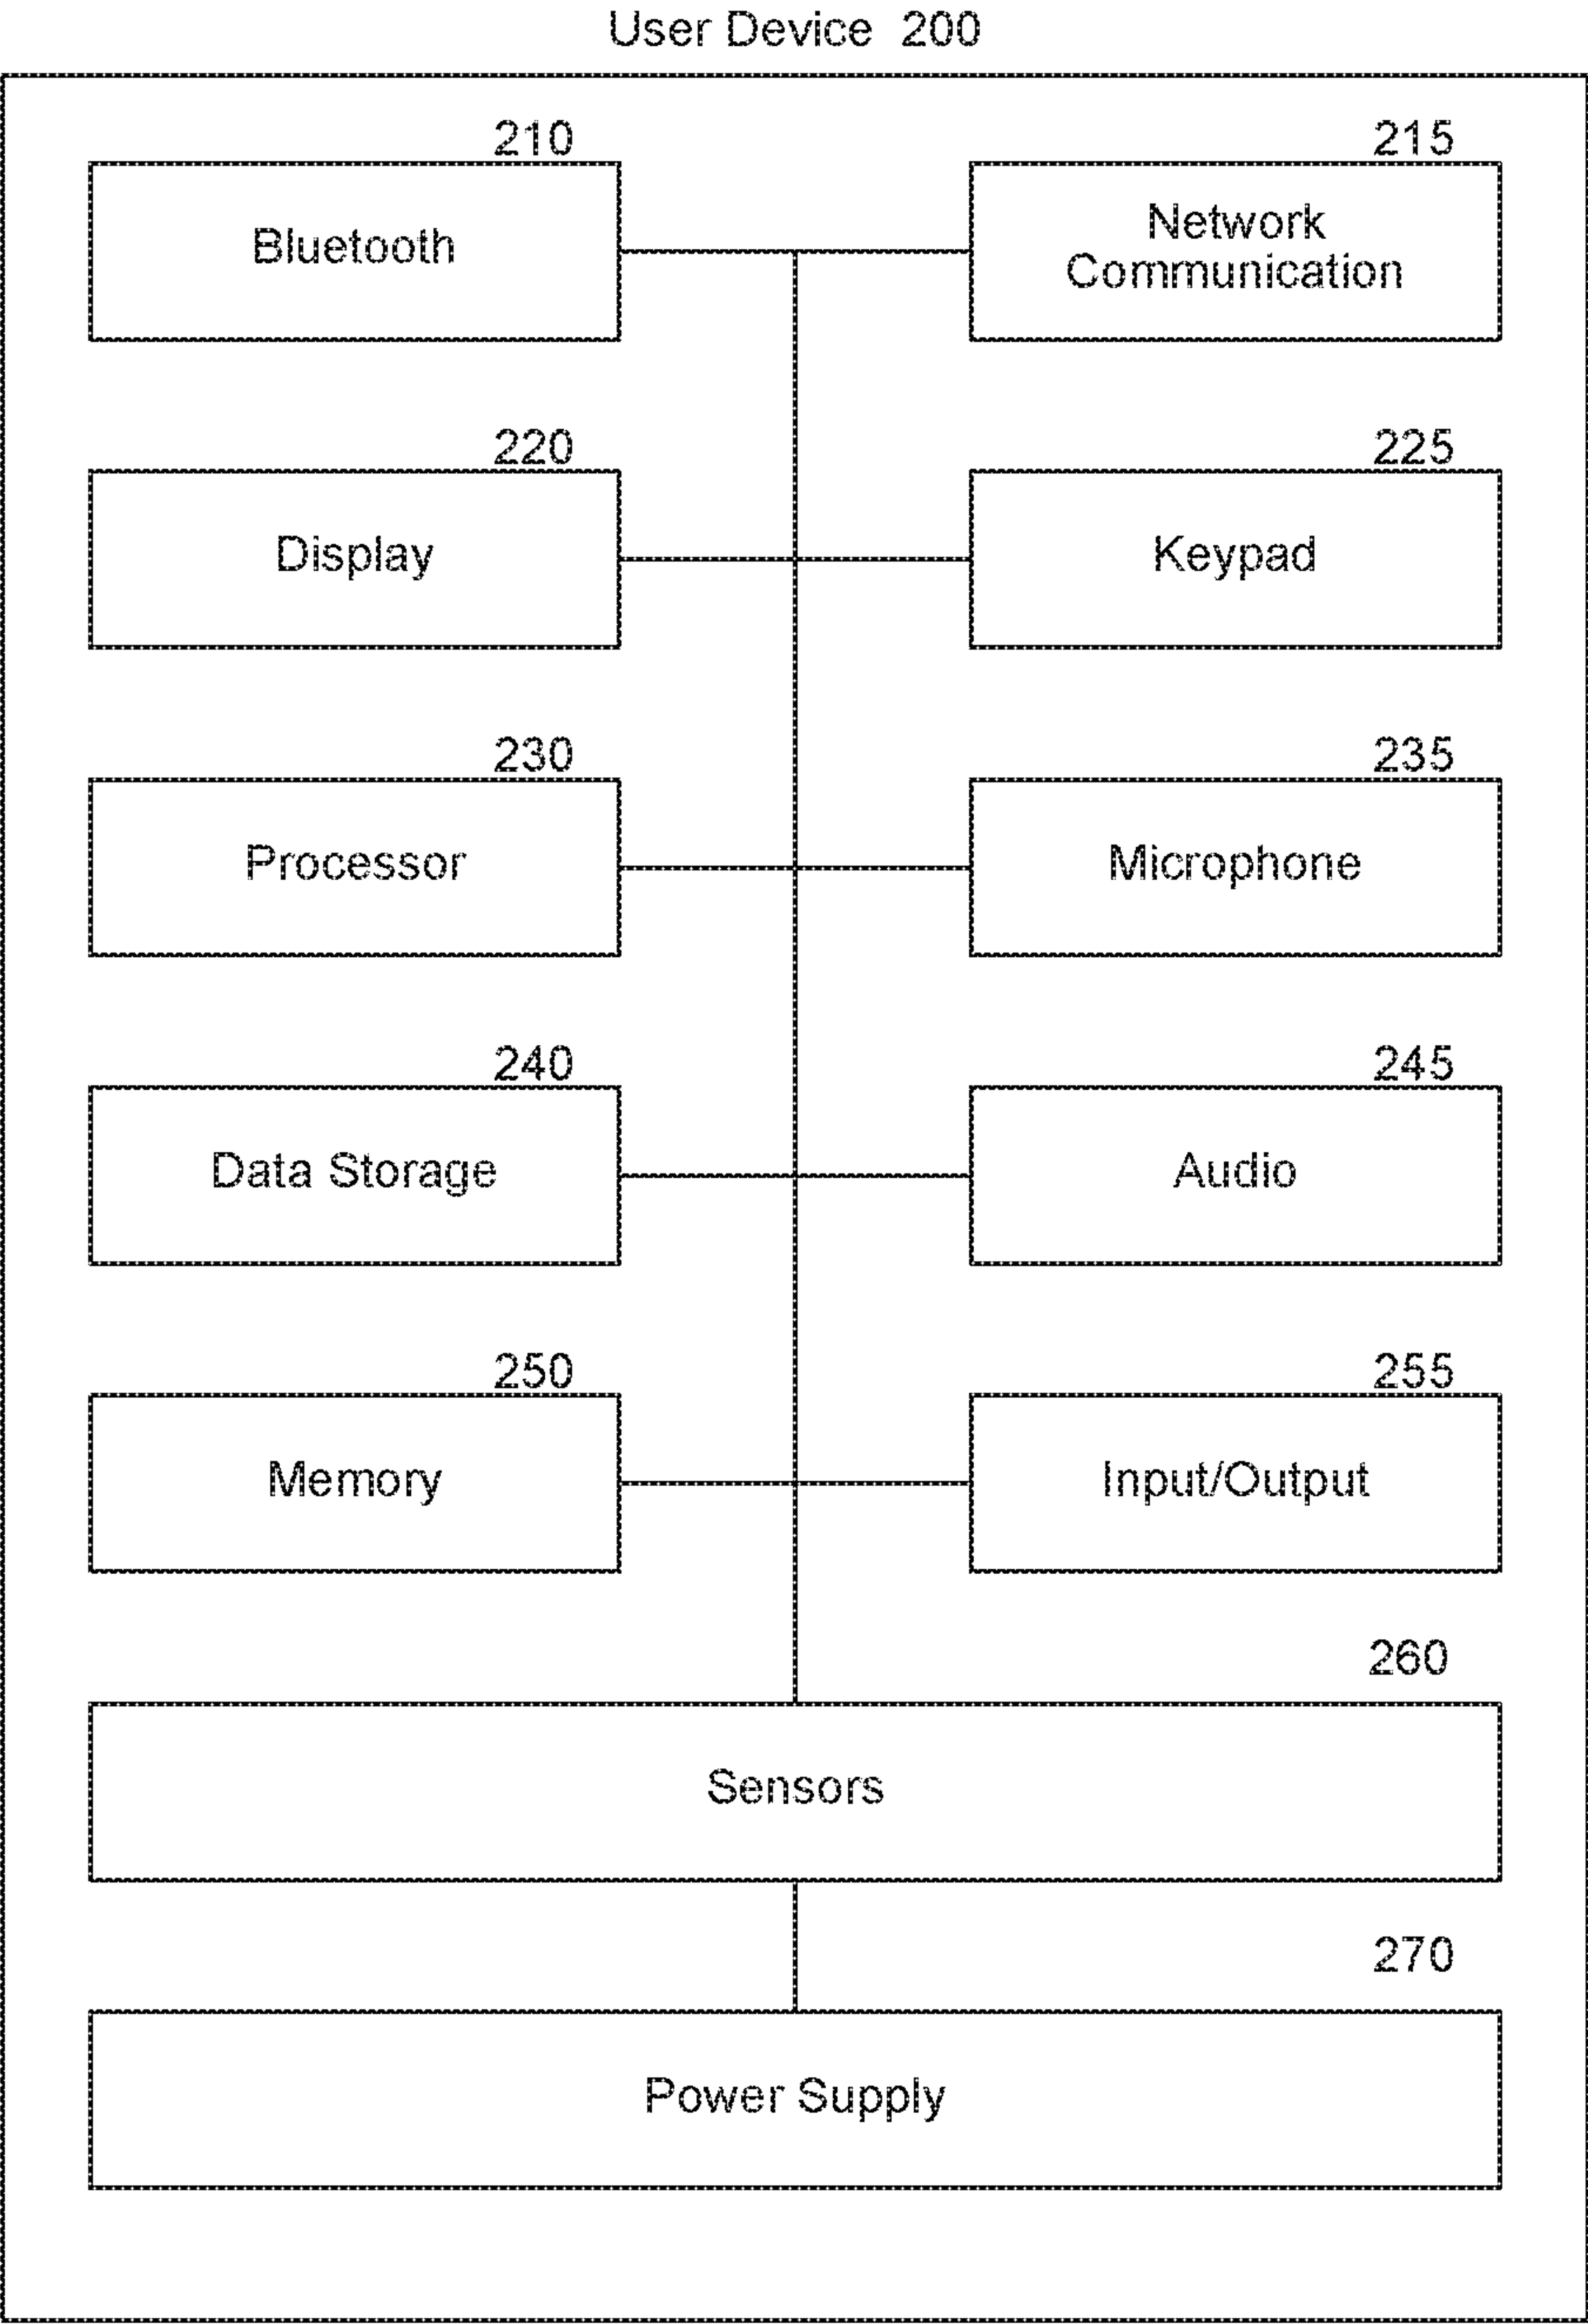 User Device 200
210
215
Bluetooth
Network
Communication
220
225
Display
Keypad
230
235
Processor
Microphone
240
245
Data Storage
Audio
250
255
Memory
Input/Output
260
Sensors
270
Power Supply